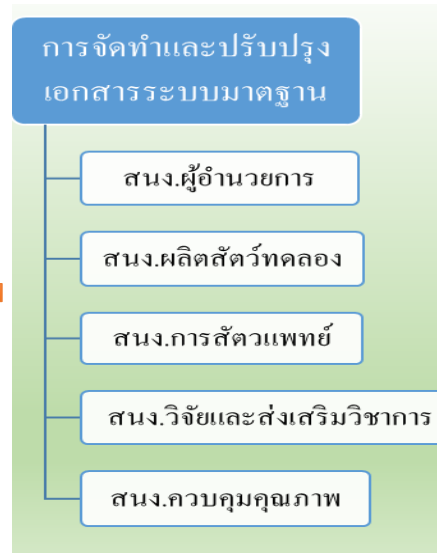 การจัดทำและปรับปรุง
เอกสารระบบมาตฐาน
สนง.ผู้อำนวยการ
สนง.ผลิตสัตว์ทดลอง
สนง.การสัตวแพทย์
สนง.วิจัยและส่งเสริมวิชาการ
สนง.ควบคุมคุณภาพ